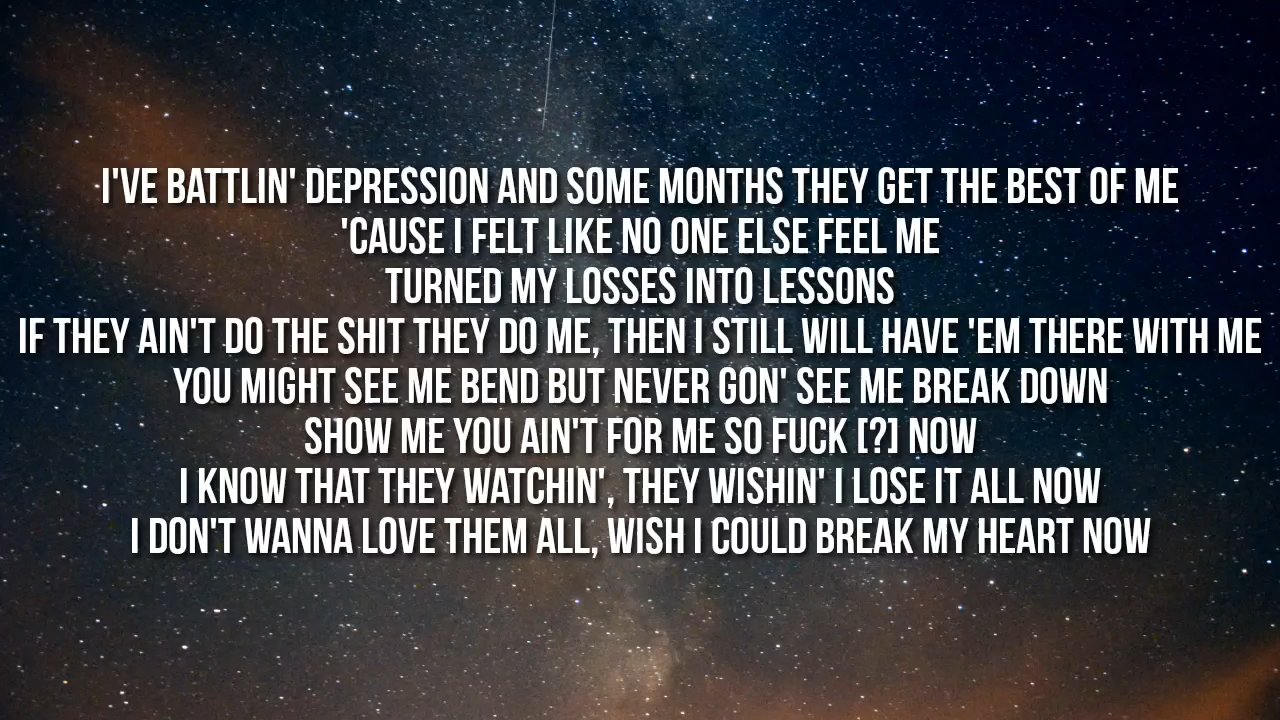 I'VE BATTLIN' DEPRESSION AND SOME MONTHS THEY GET THE BEST OF ME
'CAUSE I FELT LIKE NO ONE ELSE FEEL ME
TURNED MY LOSSES INTO LESSONS
IF THEY AIN'T DO THE SHIT THEY DO ME, THEN I STILL WILL HAVE 'EM THERE WITH ME
YOU MIGHT SEE ME BEND BUT NEVER GON' SEE ME BREAK DOWN
SHOW ME YOU AIN'T FOR ME SO FUCK [?] NOW
I KNOW THAT THEY WATCHIN', THEY WISHIN' I LOSE IT ALL NOW
I DON'T WANNA LOVE THEM ALL, WISH I COULD BREAK MY HEART NOW